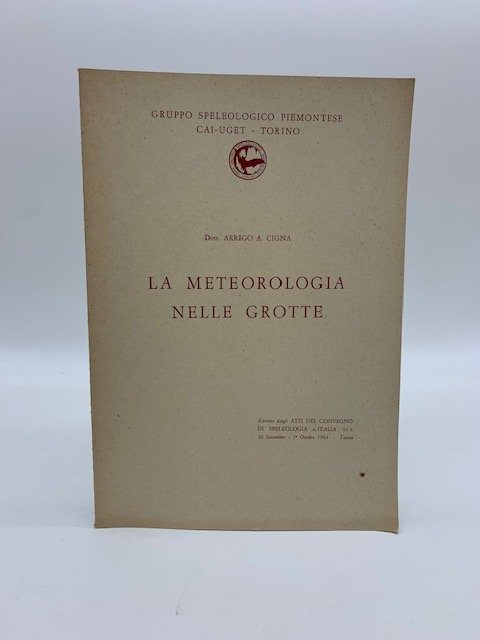 GRUPPO SPELEOLOGICO PIEMONTESE
CAI-UGET - TORINO
Dott. ARRIGO A. CIGNA
LA METEOROLOGIA
NELLE GROTTE
Estratto dagli ATTI DEL CONVEGNO
DI SPELEOLOGIA «ITALIA 61»
30 Settembre - 1º Ottobre 1961 - Torino